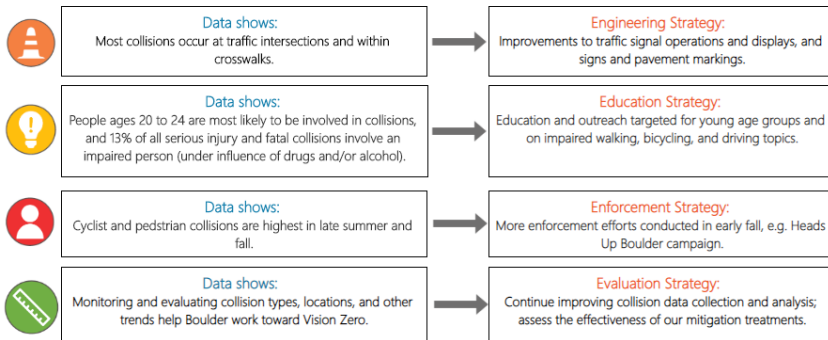 Data shows:
Most collisions occur at traffic intersections and within
crosswalks.
Engineering Strategy:
Improvements to traffic signal operations and displays, and
signs and pavement markings.
Data shows:
People ages 20 to 24 are most likely to be involved in collisions,
and 13% of all serious injury and fatal collisions involve an
impaired person (under influence of drugs and/or alcohol).
Education Strategy:
Education and outreach targeted for young age groups and
on impaired walking, bicycling, and driving topics.
Data shows:
Cyclist and pedstrian collisions are highest in late summer and
fall.
Enforcement Strategy:
More enforcement efforts conducted in early fall, e.g. Heads
Up Boulder campaign.
Data shows:
Monitoring and evaluating collision types, locations, and other
trends help Boulder work toward Vision Zero.
Evaluation Strategy:
Continue improving collision data collection and analysis;
assess the effectiveness of our mitigation treatments.